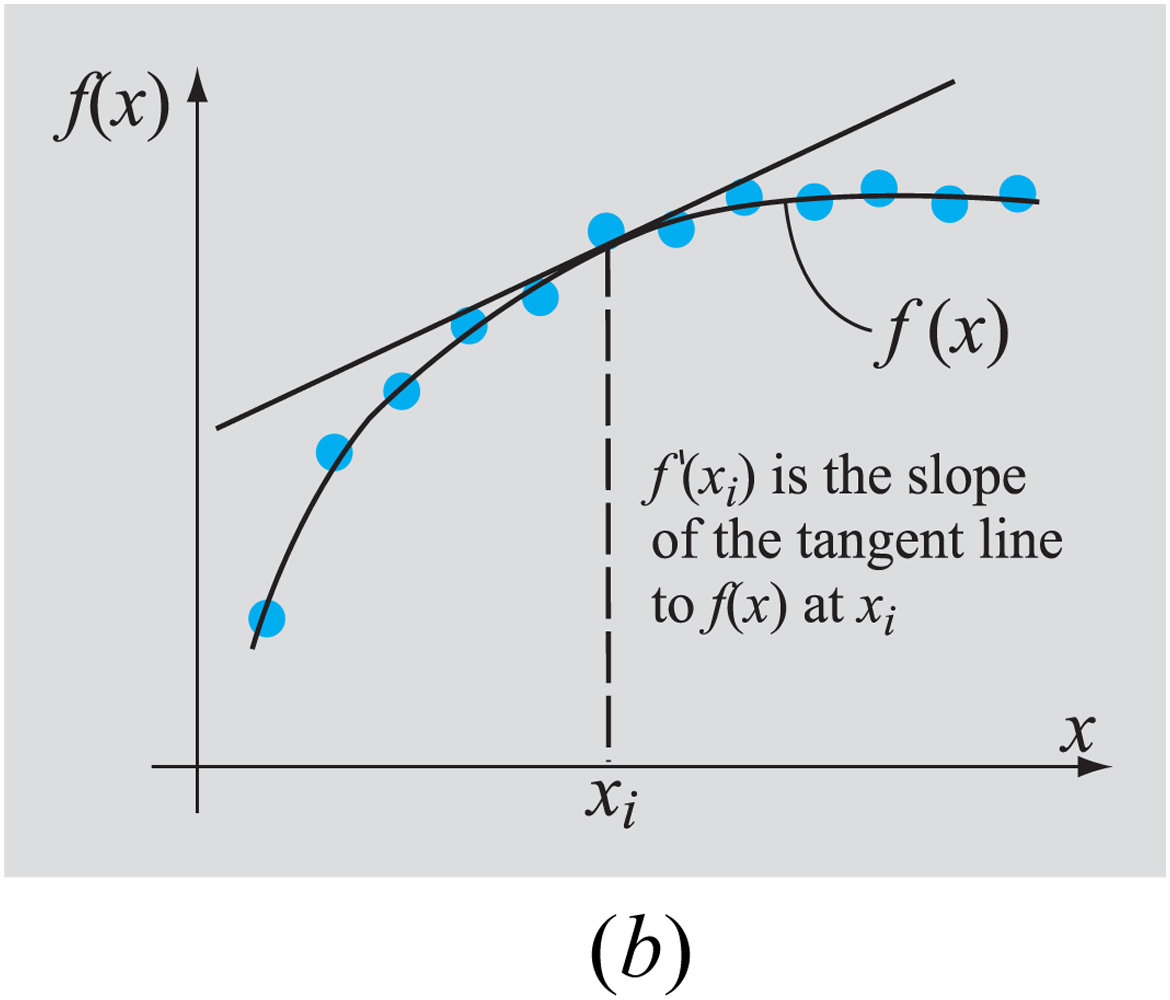 f(x)
f (x)
f'(xᵢ) is the slope
of the tangent line
to f(x) at xᵢ
x
xᵢ
(b)